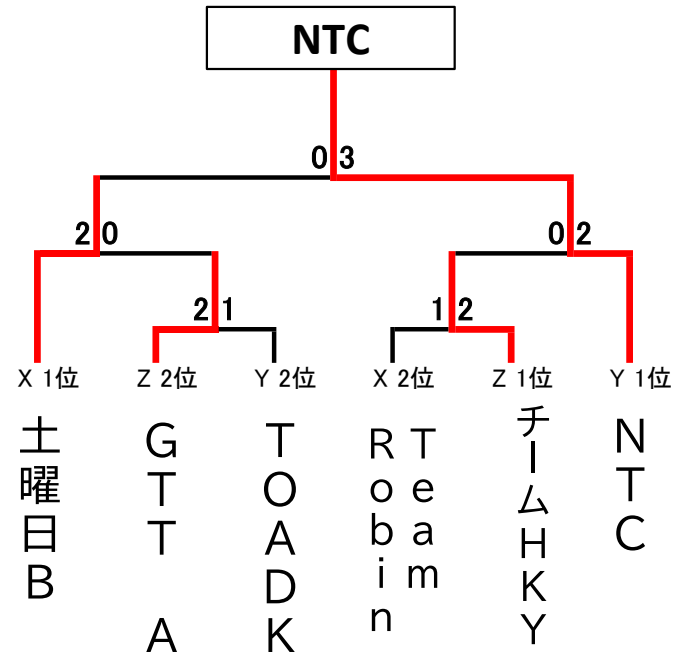 NTC
0 3
2 0
0 2
2 1
1 2
X 1位
Z 2位
Y 2位
X 2位
Z 1位
Y 1位
土曜日B
GTT A
TOADK
Team
Robin
チームHKY
NTC